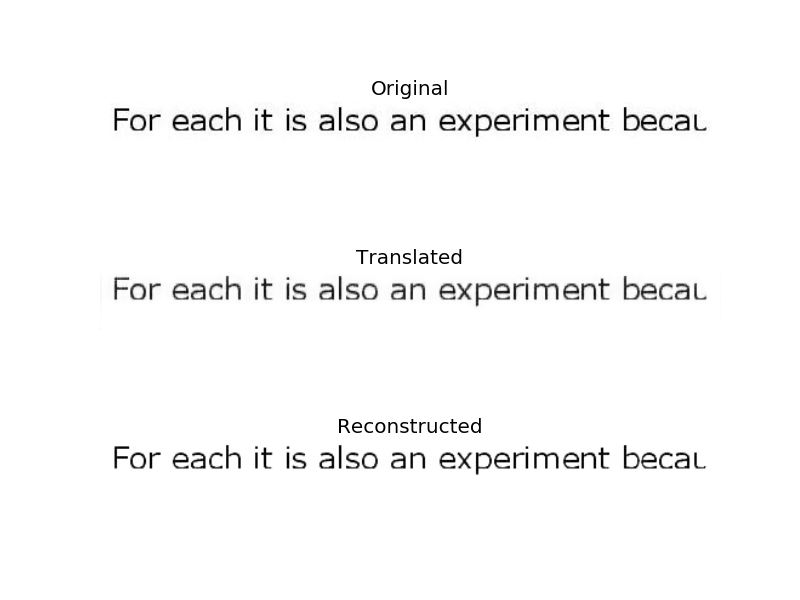 Original
For each it is also an experiment becau
Translated
For each it is also an experiment becau
Reconstructed
For each it is also an experiment becau